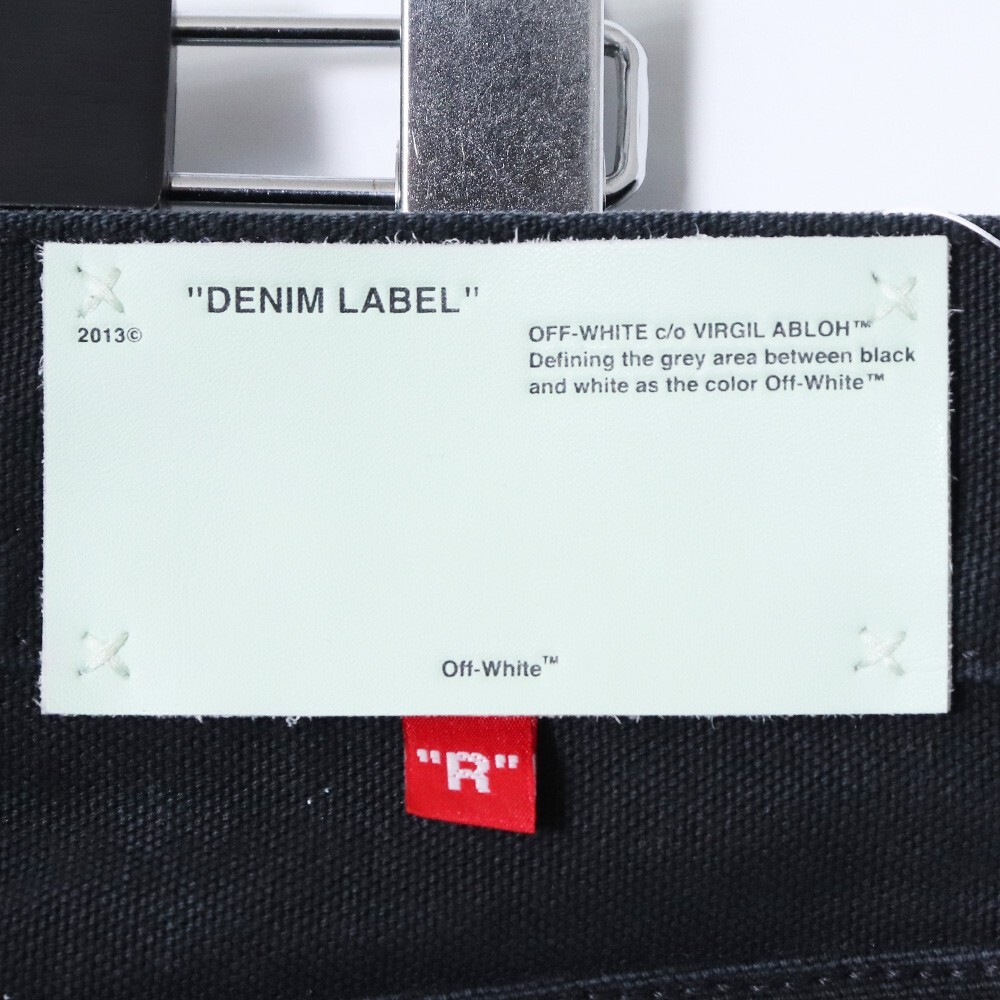 "DENIM LABEL"
2013©
OFF-WHITE c/o VIRGIL ABLOH™
Defining the grey area between black
and white as the color Off-White™
Off-White™
"R"